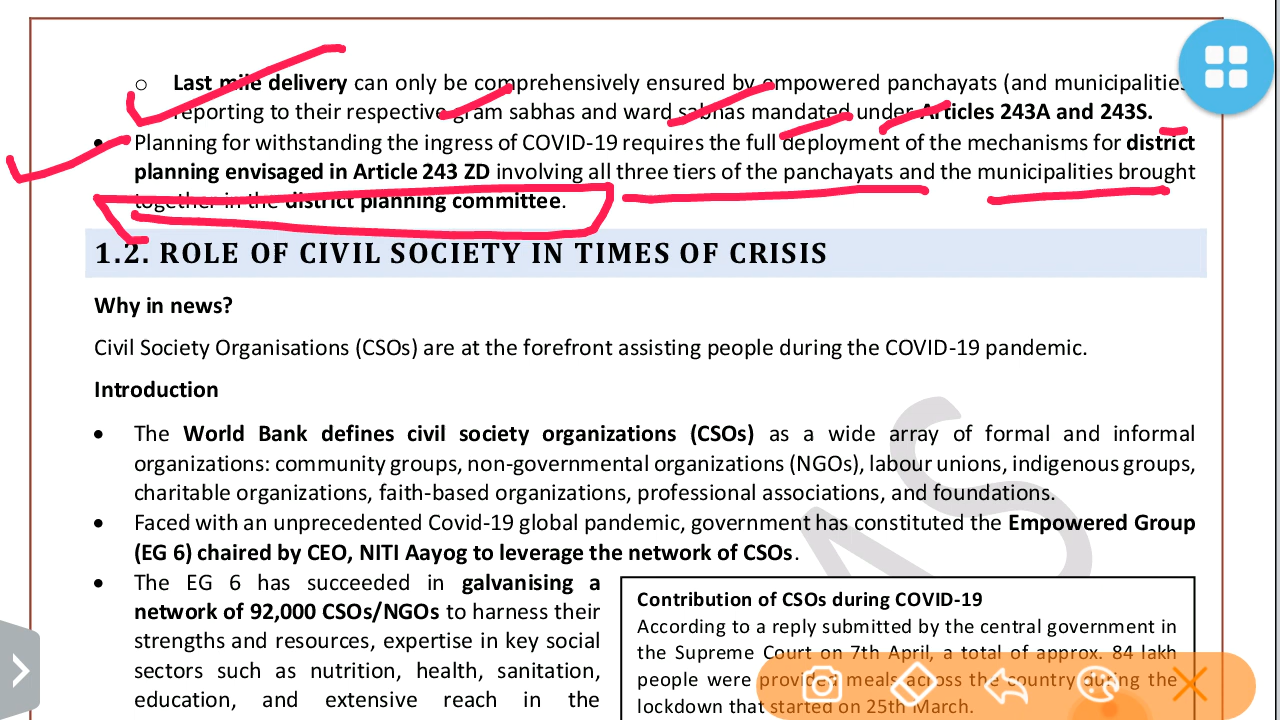 o Last mile delivery can only be comprehensively ensured by empowered panchayats (and municipalities
reporting to their respective gram sabhas and ward sabhas mandated under Articles 243A and 243S.
• Planning for withstanding the ingress of COVID-19 requires the full deployment of the mechanisms for district
planning envisaged in Article 243 ZD involving all three tiers of the panchayats and the municipalities brought
together in the district planning committee.
1.2. ROLE OF CIVIL SOCIETY IN TIMES OF CRISIS
Why in news?
Civil Society Organisations (CSOs) are at the forefront assisting people during the COVID-19 pandemic.
Introduction
• The World Bank defines civil society organizations (CSOs) as a wide array of formal and informal
organizations: community groups, non-governmental organizations (NGOs), labour unions, indigenous groups,
charitable organizations, faith-based organizations, professional associations, and foundations.
• Faced with an unprecedented Covid-19 global pandemic, government has constituted the Empowered Group
(EG 6) chaired by CEO, NITI Aayog to leverage the network of CSOs.
• The EG 6 has succeeded in galvanising a
network of 92,000 CSOs/NGOs to harness their
strengths and resources, expertise in key social
sectors such as nutrition, health, sanitation,
education, and extensive reach in the
Contribution of CSOs during COVID-19
According to a reply submitted by the central government in
the Supreme Court on 7th April, a total of approx. 84 lakh
people were provided meals across the country during the
lockdown that started on 25th March.